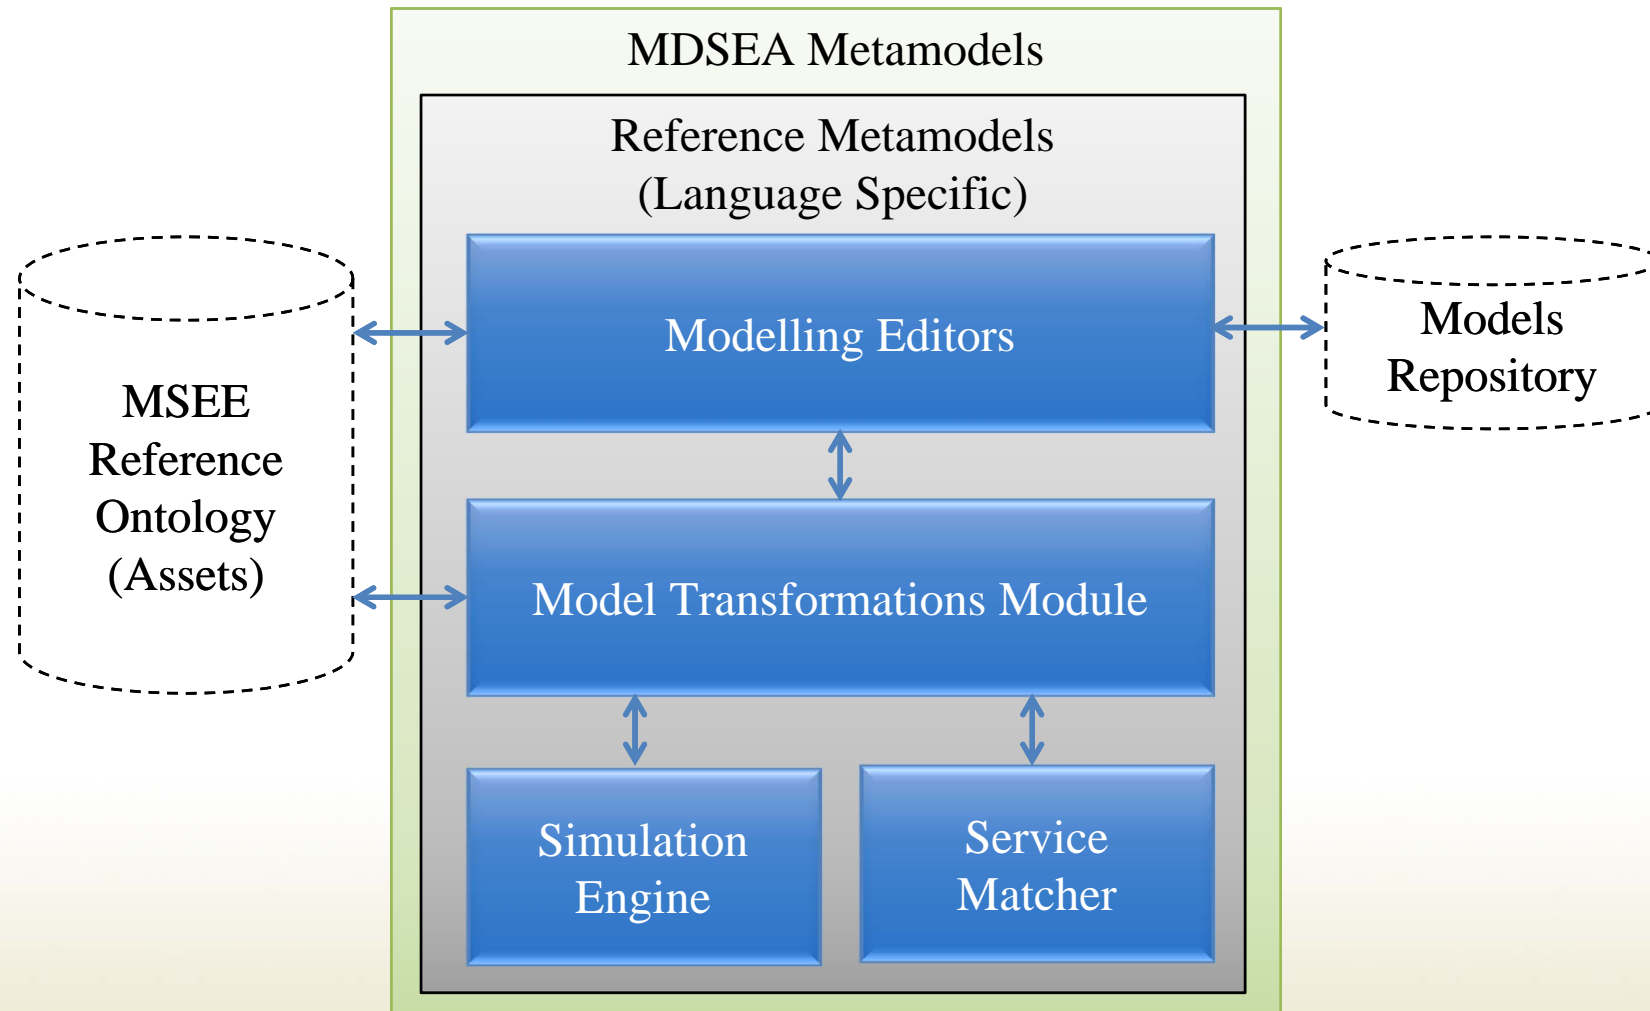 MDSEA Metamodels
Reference Metamodels
(Language Specific)
Modelling Editors
Models
Repository
MSEE
Reference
Ontology
(Assets)
Model Transformations Module
Simulation
Engine
Service
Matcher